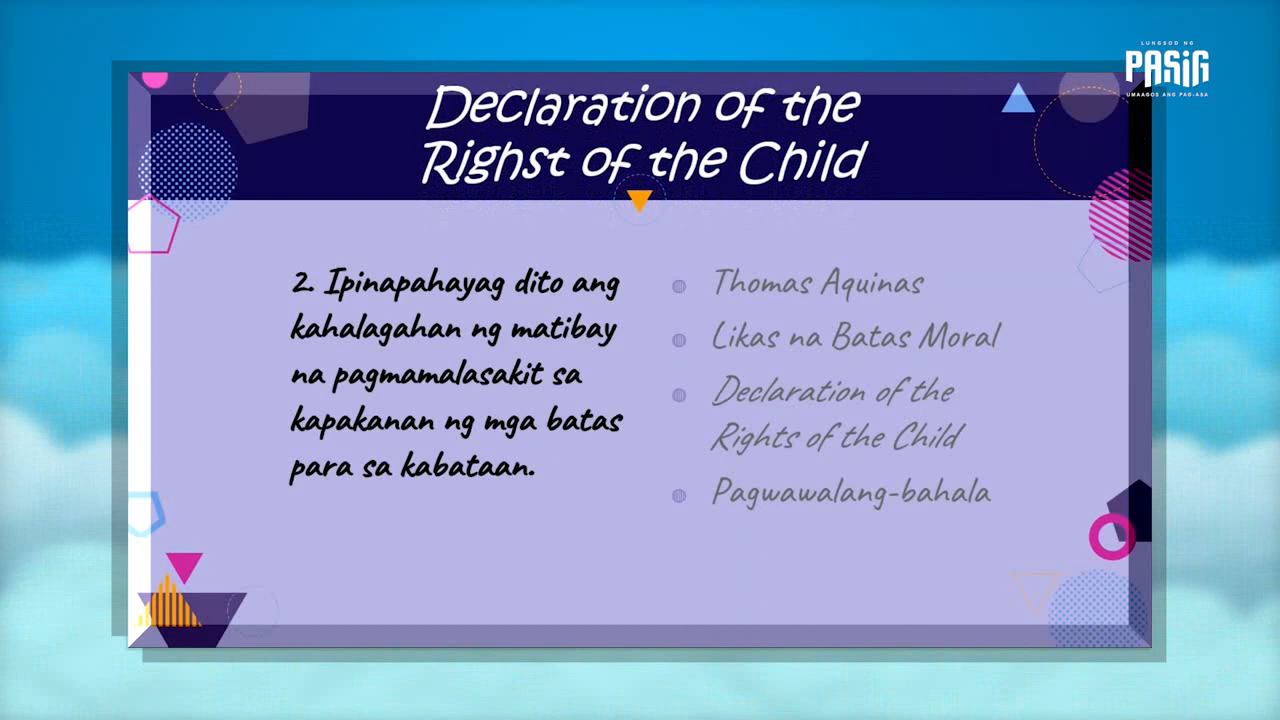 LUNGSOD NG
PASIG
UMAAGOS ANG PAG-ASA
Declaration of the
Righst of the Child
2. Ipinapahayag dito ang
kahalagahan ng matibay
na pagmamalasakit sa
kapakanan ng mga batas
para sa kabataan.
Thomas Aquinas
Likas na Batas Moral
Declaration of the
Rights of the Child
Pagwawalang-bahala